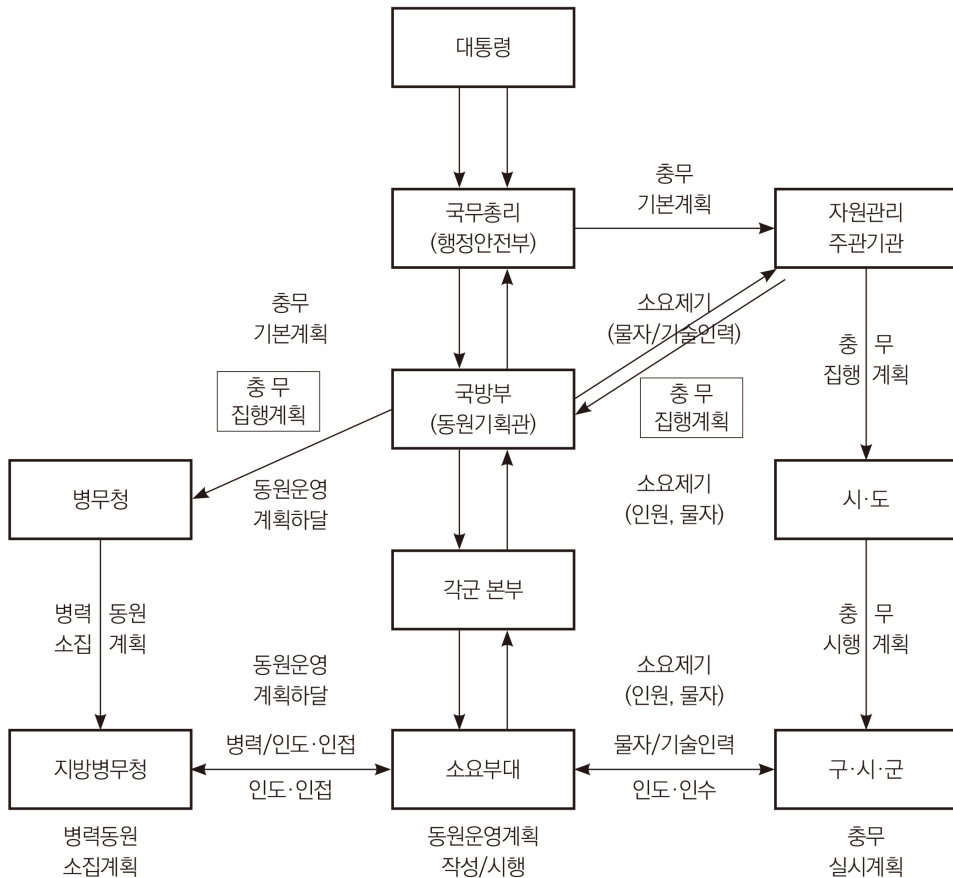 대통령
충무
기본계획
국무총리
(행정안전부)
자원관리
주관기관
충무
기본계획
소요제기
(물자/기술인력)
충 무
집행 계획
충 무
집행계획
국방부
(동원기획관)
충 무
집행계획
병무청
동원운영
계획하달
소요제기
(인원, 물자)
시·도
각군 본부
병력 동원
소집 계획
충 무
시행 계획
동원운영
계획하달
소요제기
(인원, 물자)
지방병무청
병력/인도·인접
인도·인접
소요부대
물자/기술인력
인도·인수
구·시·군
병력동원
소집계획
동원운영계획
작성/시행
충무
실시계획